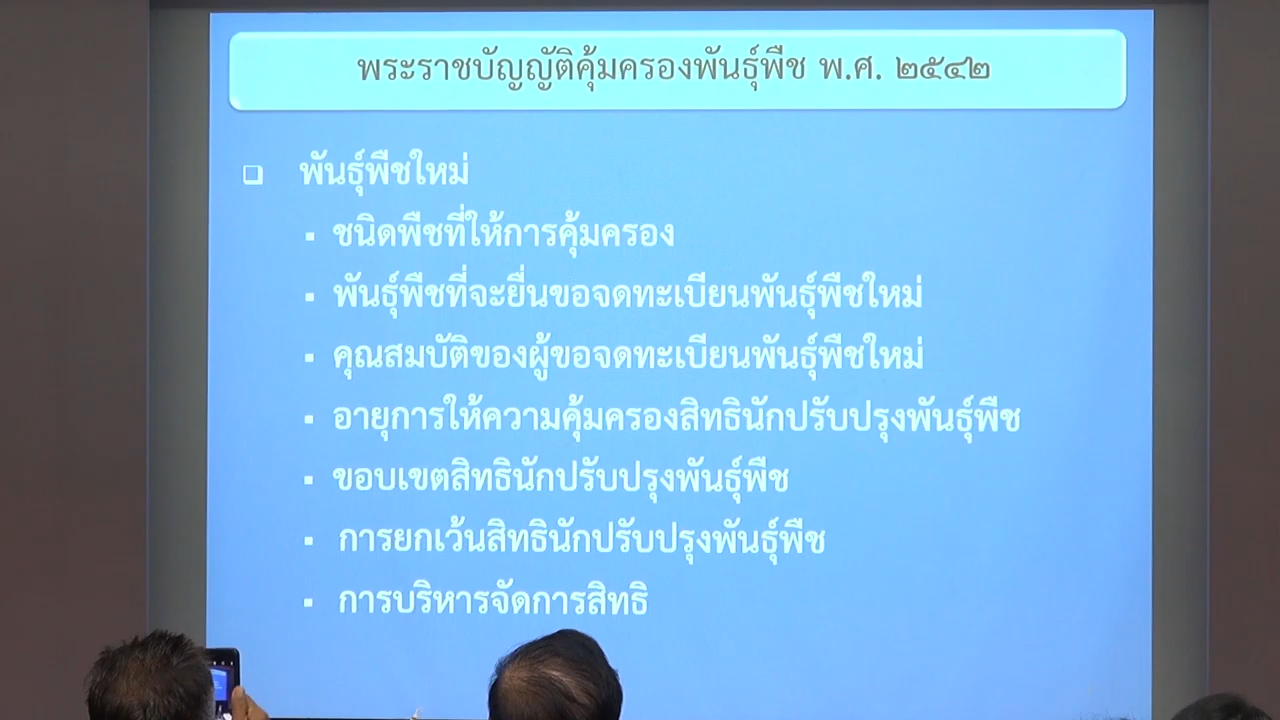 พระราชบัญญัติคุ้มครองพันธุ์พืช พ.ศ. ๒๕๔๒
❑ พันธุ์พืชใหม่
▪ ชนิดพืชที่ให้การคุ้มครอง
▪ พันธุ์พืชที่จะยื่นขอจดทะเบียนพันธุ์พืชใหม่
▪ คุณสมบัติของผู้ขอจดทะเบียนพันธุ์พืชใหม่
▪ อายุการให้ความคุ้มครองสิทธินักปรับปรุงพันธุ์พืช
▪ ขอบเขตสิทธินักปรับปรุงพันธุ์พืช
▪ การยกเว้นสิทธินักปรับปรุงพันธุ์พืช
▪ การบริหารจัดการสิทธิ